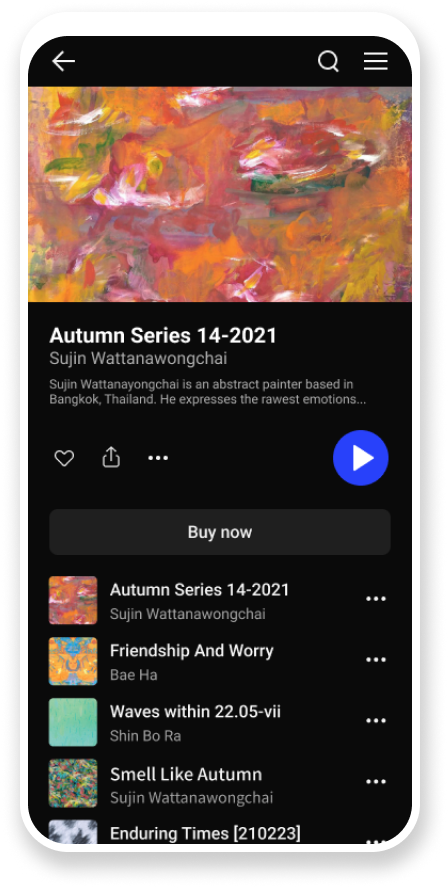 Autumn Series 14-2021
Sujin Wattanawongchai
Sujin Wattanayongchai is an abstract painter based in
Bangkok, Thailand. He expresses the rawest emotions...
Buy now
Autumn Series 14-2021
Sujin Wattanawongchai
Friendship And Worry
Bae Ha
Waves within 22.05-vii
Shin Bo Ra
Smell Like Autumn
Sujin Wattanawongchai
Enduring Times [210223]